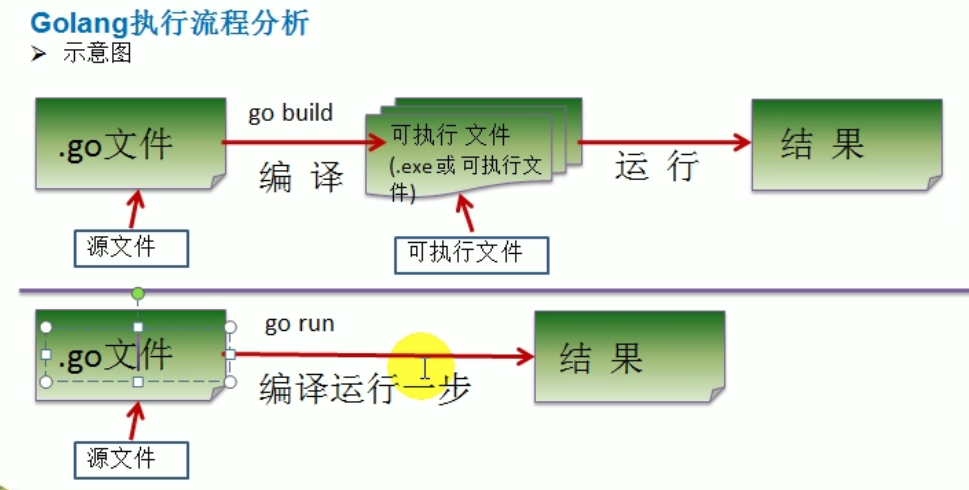 Golang执行流程分析
➤ 示意图
.go文件
go build
编 译
可执行 文件
(.exe或 可执行文
件)
运 行
结 果
源文件
可执行文件
.go文件
go run
编译运行一步
结 果
源文件